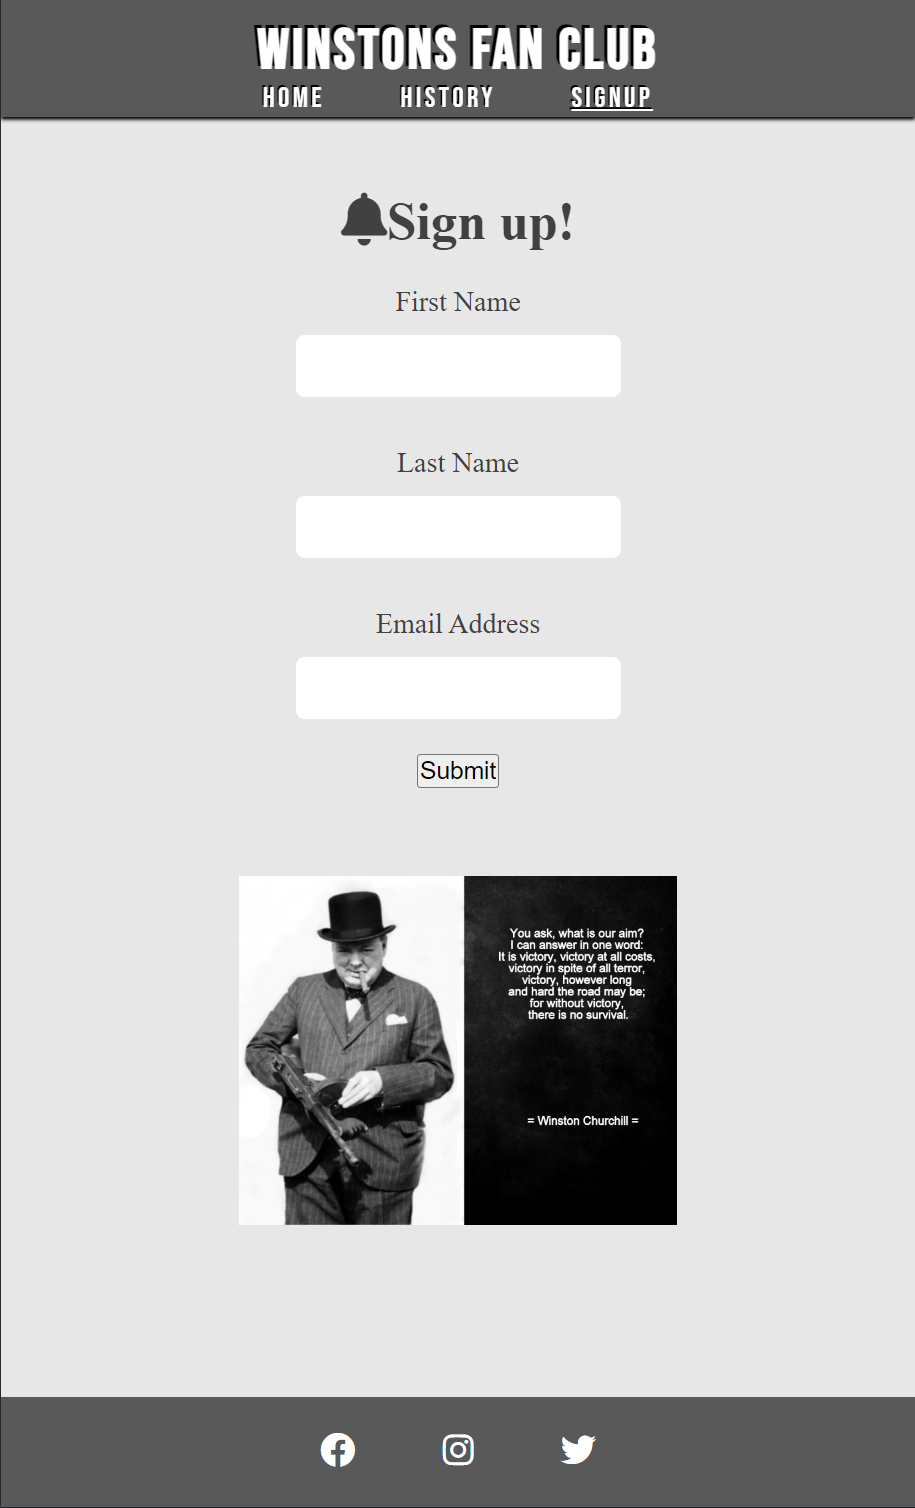 WINSTONS FAN CLUB
HOME HISTORY SIGNUP
Sign up!
First Name
Last Name
Email Address
Submit
You ask, what is our aim?
I can answer in one word:
It is victory, victory at all costs,
victory in spite of all terror,
victory, however long
and hard the road may be;
for without victory,
there is no survival.
= Winston Churchill =